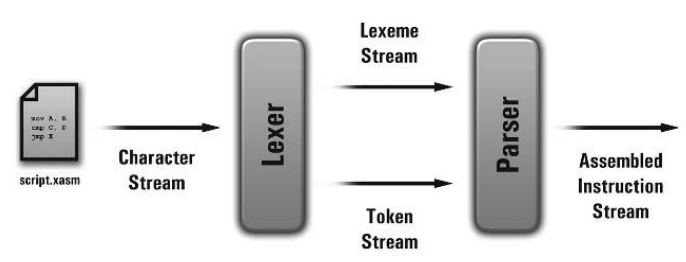 mov A, B
cmp C, D
jmp X
script.xasm
Character
Stream
Lexer
Lexeme
Stream
Token
Stream
Parser
Assembled
Instruction
Stream